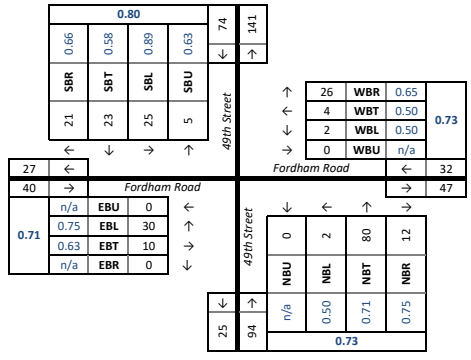 0.80
74
141
0.66
0.58
0.89
0.63
↓
↑
SBR
SBT
SBL
SBU
21
23
25
5
49th Street
←
↓
→
↑
↑ 26 WBR 0.65
← 4 WBT 0.50
↓ 2 WBL 0.50
→ 0 WBU n/a
0.73
27 ←
Fordham Road
← 32
40 →
Fordham Road
→ 47
0.71
n/a EBU 0 ←
0.75 EBL 30 ↑
0.63 EBT 10 →
n/a EBR 0 ↓
49th Street
↓
←
↑
→
0
2
80
12
NBU
NBL
NBT
NBR
n/a
0.50
0.71
0.75
↓
↑
25
94
0.73